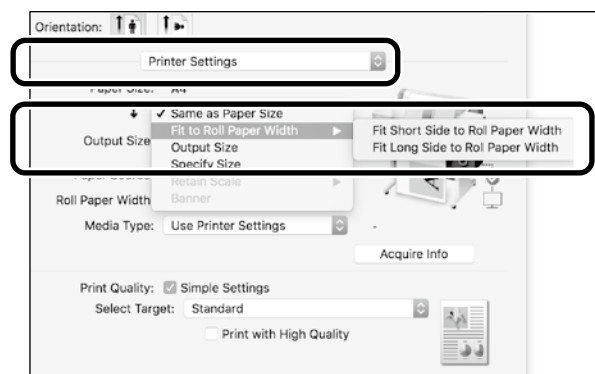 Orientation:
Printer Settings
Paper Size: A4
✓ Same as Paper Size
Fit to Roll Paper Width ▶ Fit Short Side to Rol Paper Width
Output Size Output Size Fit Long Side to Rol Paper Width
Specify Size
Retain Scale ▶
Roll Paper Width Banner
Media Type: Use Printer Settings -
Acquire Info
Print Quality: Simple Settings
Select Target: Standard
Print with High Quality